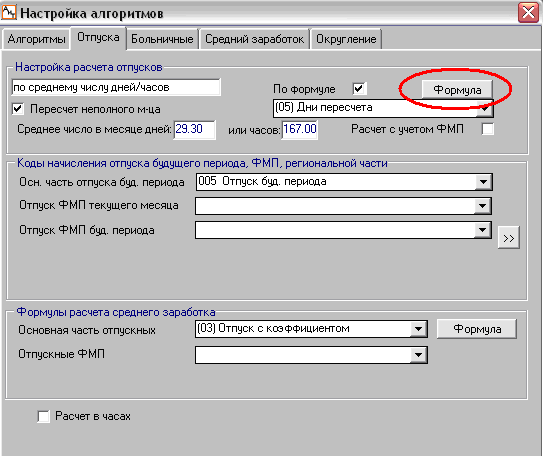 Настройка алгоритмов
Алгоритмы Отпуска Больничные Средний заработок Округление
Настройка расчета отпусков
по среднему числу дней/часов По формуле Формула
Пересчет неполного м-ца (05) Дни пересчета
Среднее число в месяце дней: 29.30 или часов: 167.00 Расчет с учетом ФМП
Коды начисления отпуска будущего периода, ФМП, региональной части
Осн. часть отпуска буд. периода 005 Отпуск буд. периода
Отпуск ФМП текущего месяца
Отпуск ФМП буд. периода >>
Формулы расчета среднего заработка
Основная часть отпускных (03) Отпуск с коэффициентом Формула
Отпускные ФМП
Расчет в часах